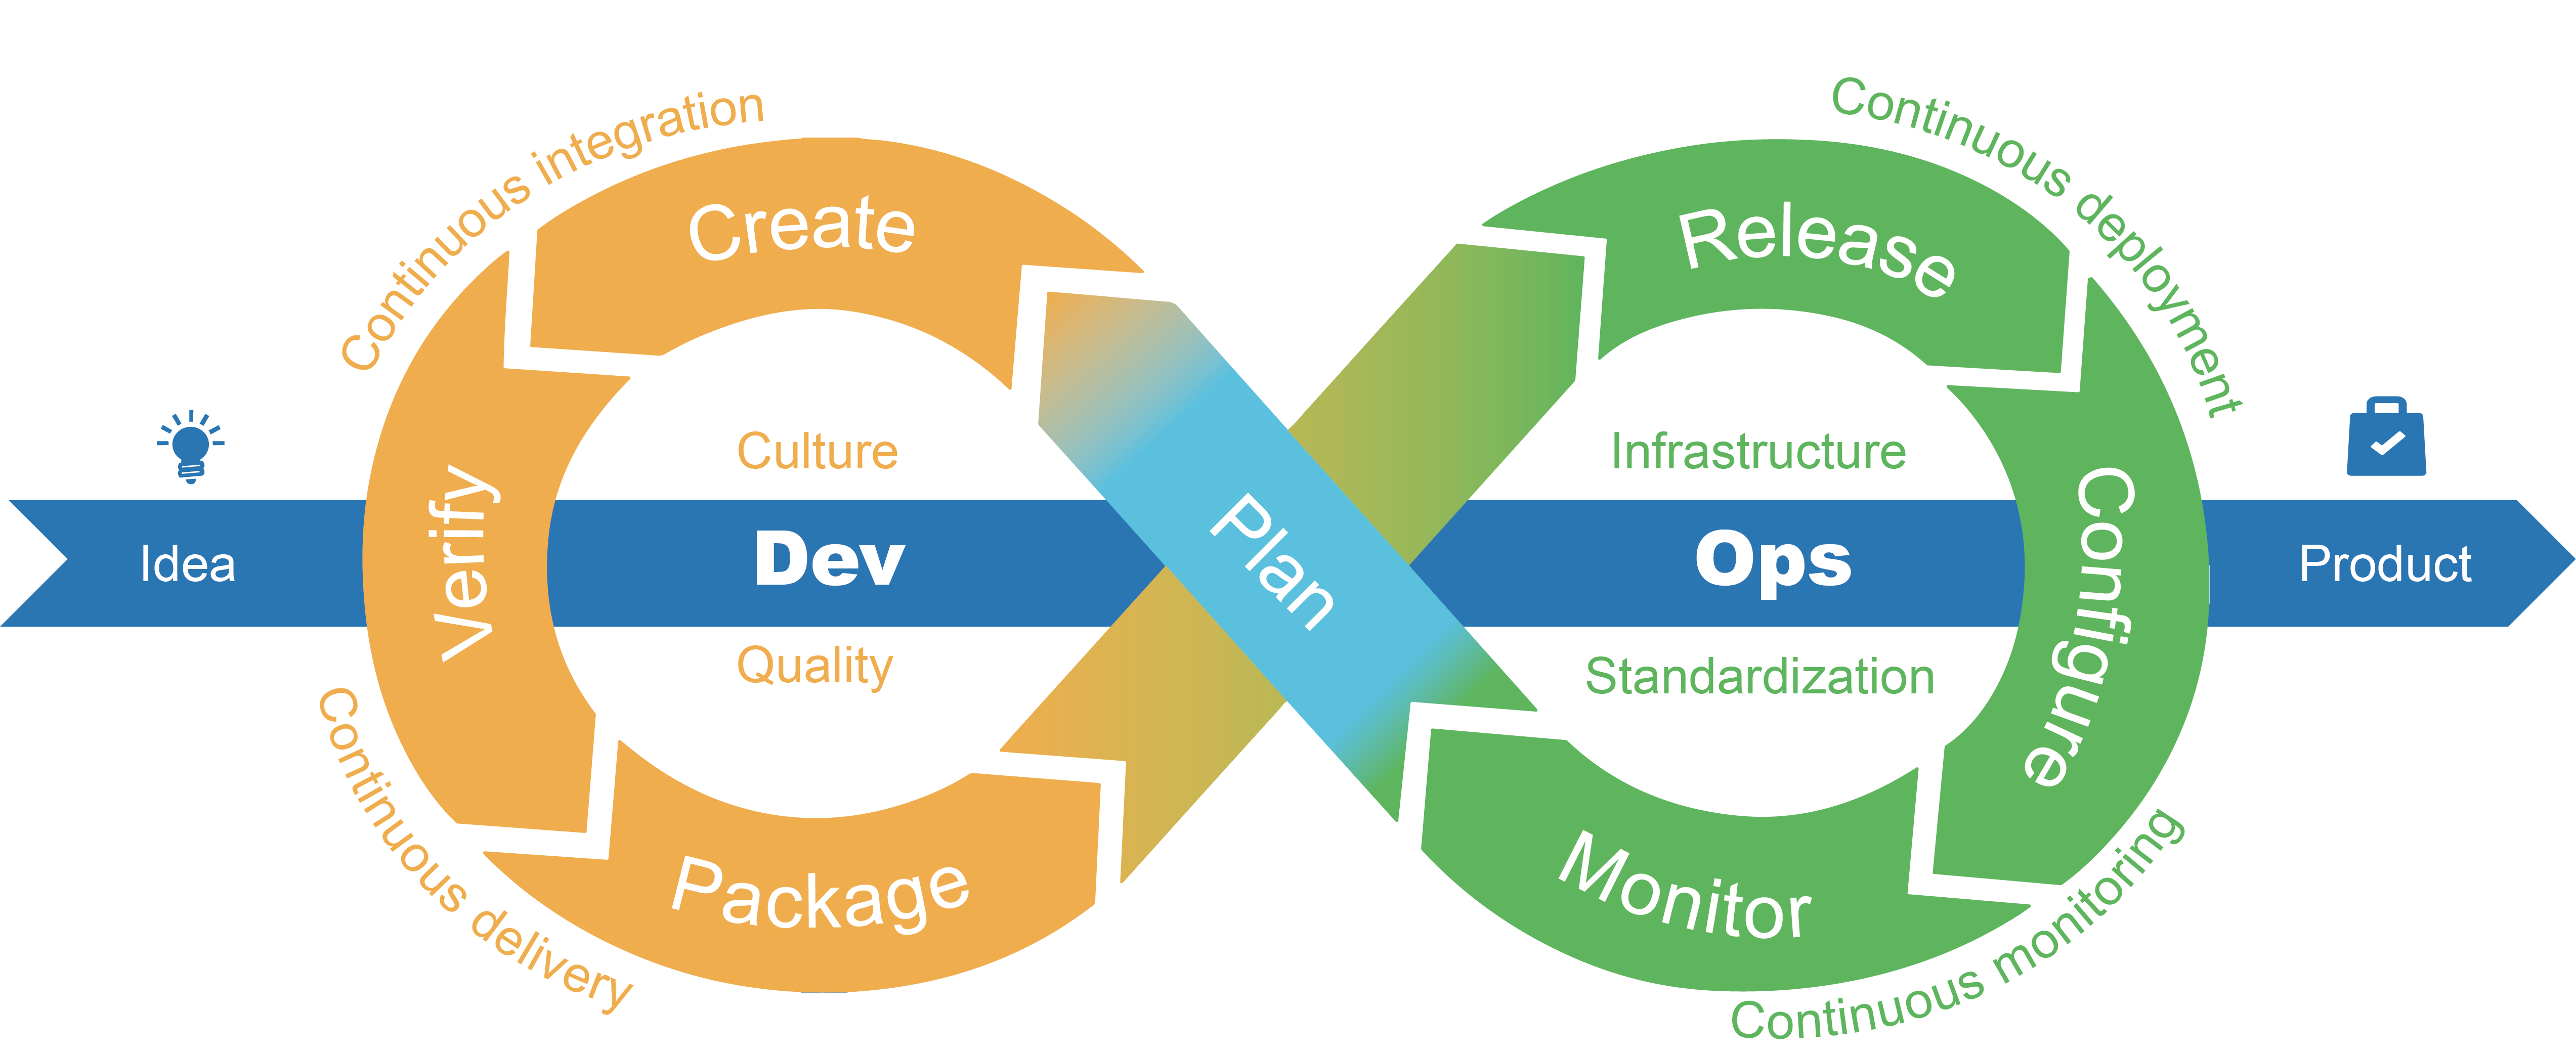 Continuous integration
Continuous deployment
Create
Release
Culture
Infrastructure
Idea
Verify
Dev
Plan
Ops
Configure
Product
Quality
Standardization
Package
Monitor
Continuous delivery
Continuous monitoring